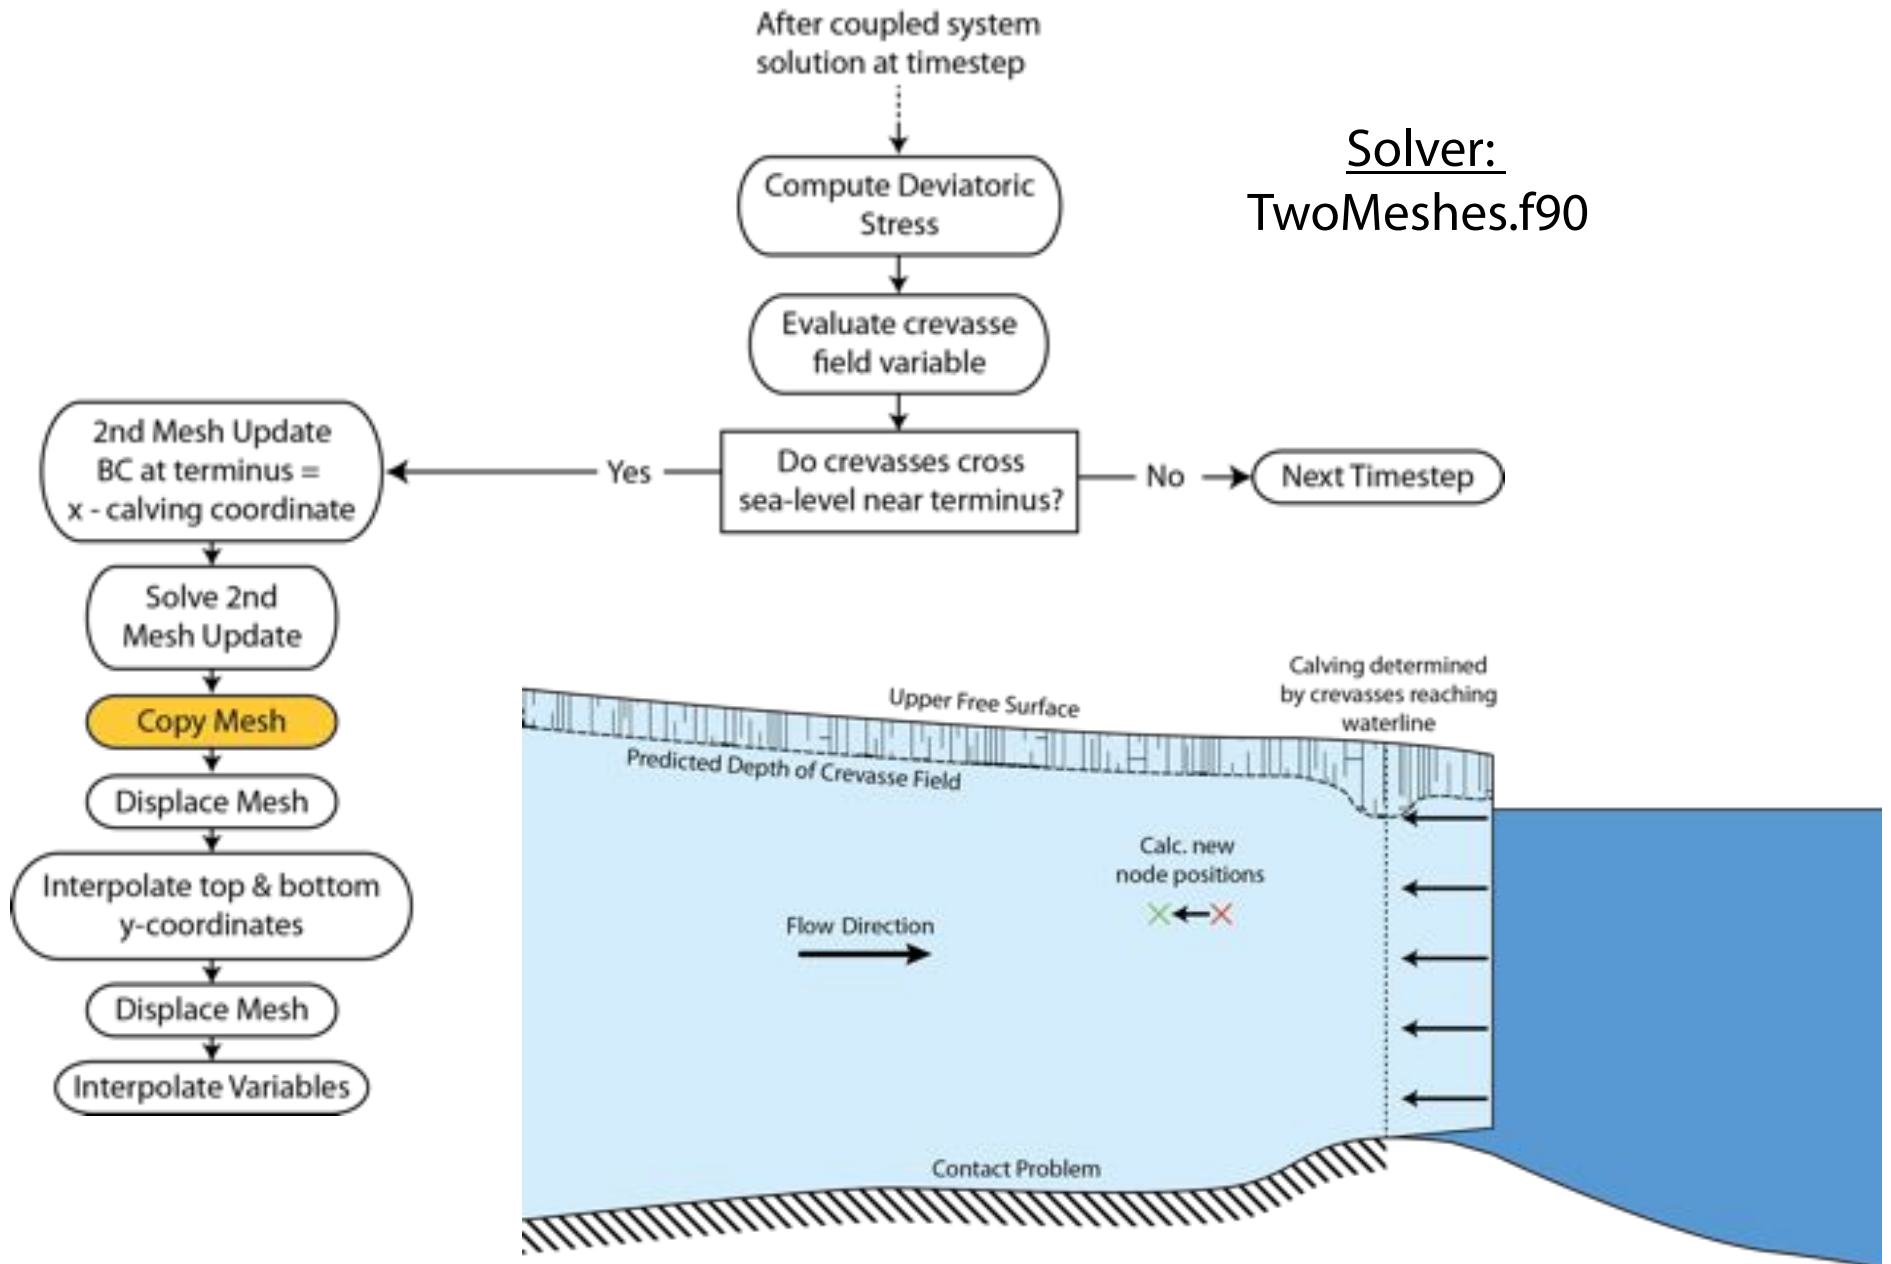 After coupled system
solution at timestep
Solver:
TwoMeshes.f90
Compute Deviatoric
Stress
Evaluate crevasse
field variable
Do crevasses cross
sea-level near terminus?
Yes
No
Next Timestep
2nd Mesh Update
BC at terminus =
x - calving coordinate
Solve 2nd
Mesh Update
Copy Mesh
Displace Mesh
Interpolate top & bottom
y-coordinates
Displace Mesh
Interpolate Variables
Calving determined
by crevasses reaching
waterline
Upper Free Surface
Predicted Depth of Crevasse Field
Calc. new
node positions
Flow Direction
Contact Problem